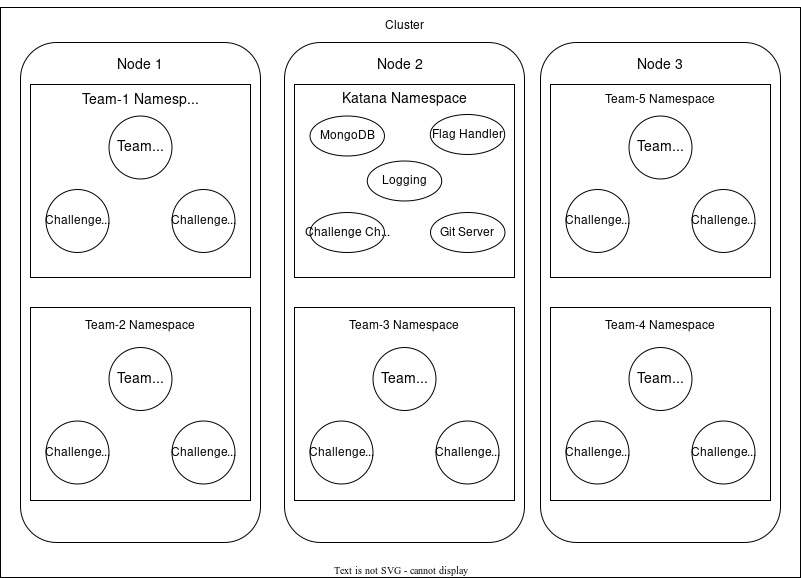 Cluster
Node 1
Team-1 Namesp...
Team...
Challenge...
Challenge...
Team-2 Namespace
Team...
Challenge...
Challenge...
Node 2
Katana Namespace
MongoDB
Flag Handler
Logging
Challenge Ch...
Git Server
Team-3 Namespace
Team...
Challenge...
Challenge...
Node 3
Team-5 Namespace
Team...
Challenge...
Challenge...
Team-4 Namespace
Team...
Challenge...
Challenge...
Text is not SVG - cannot display